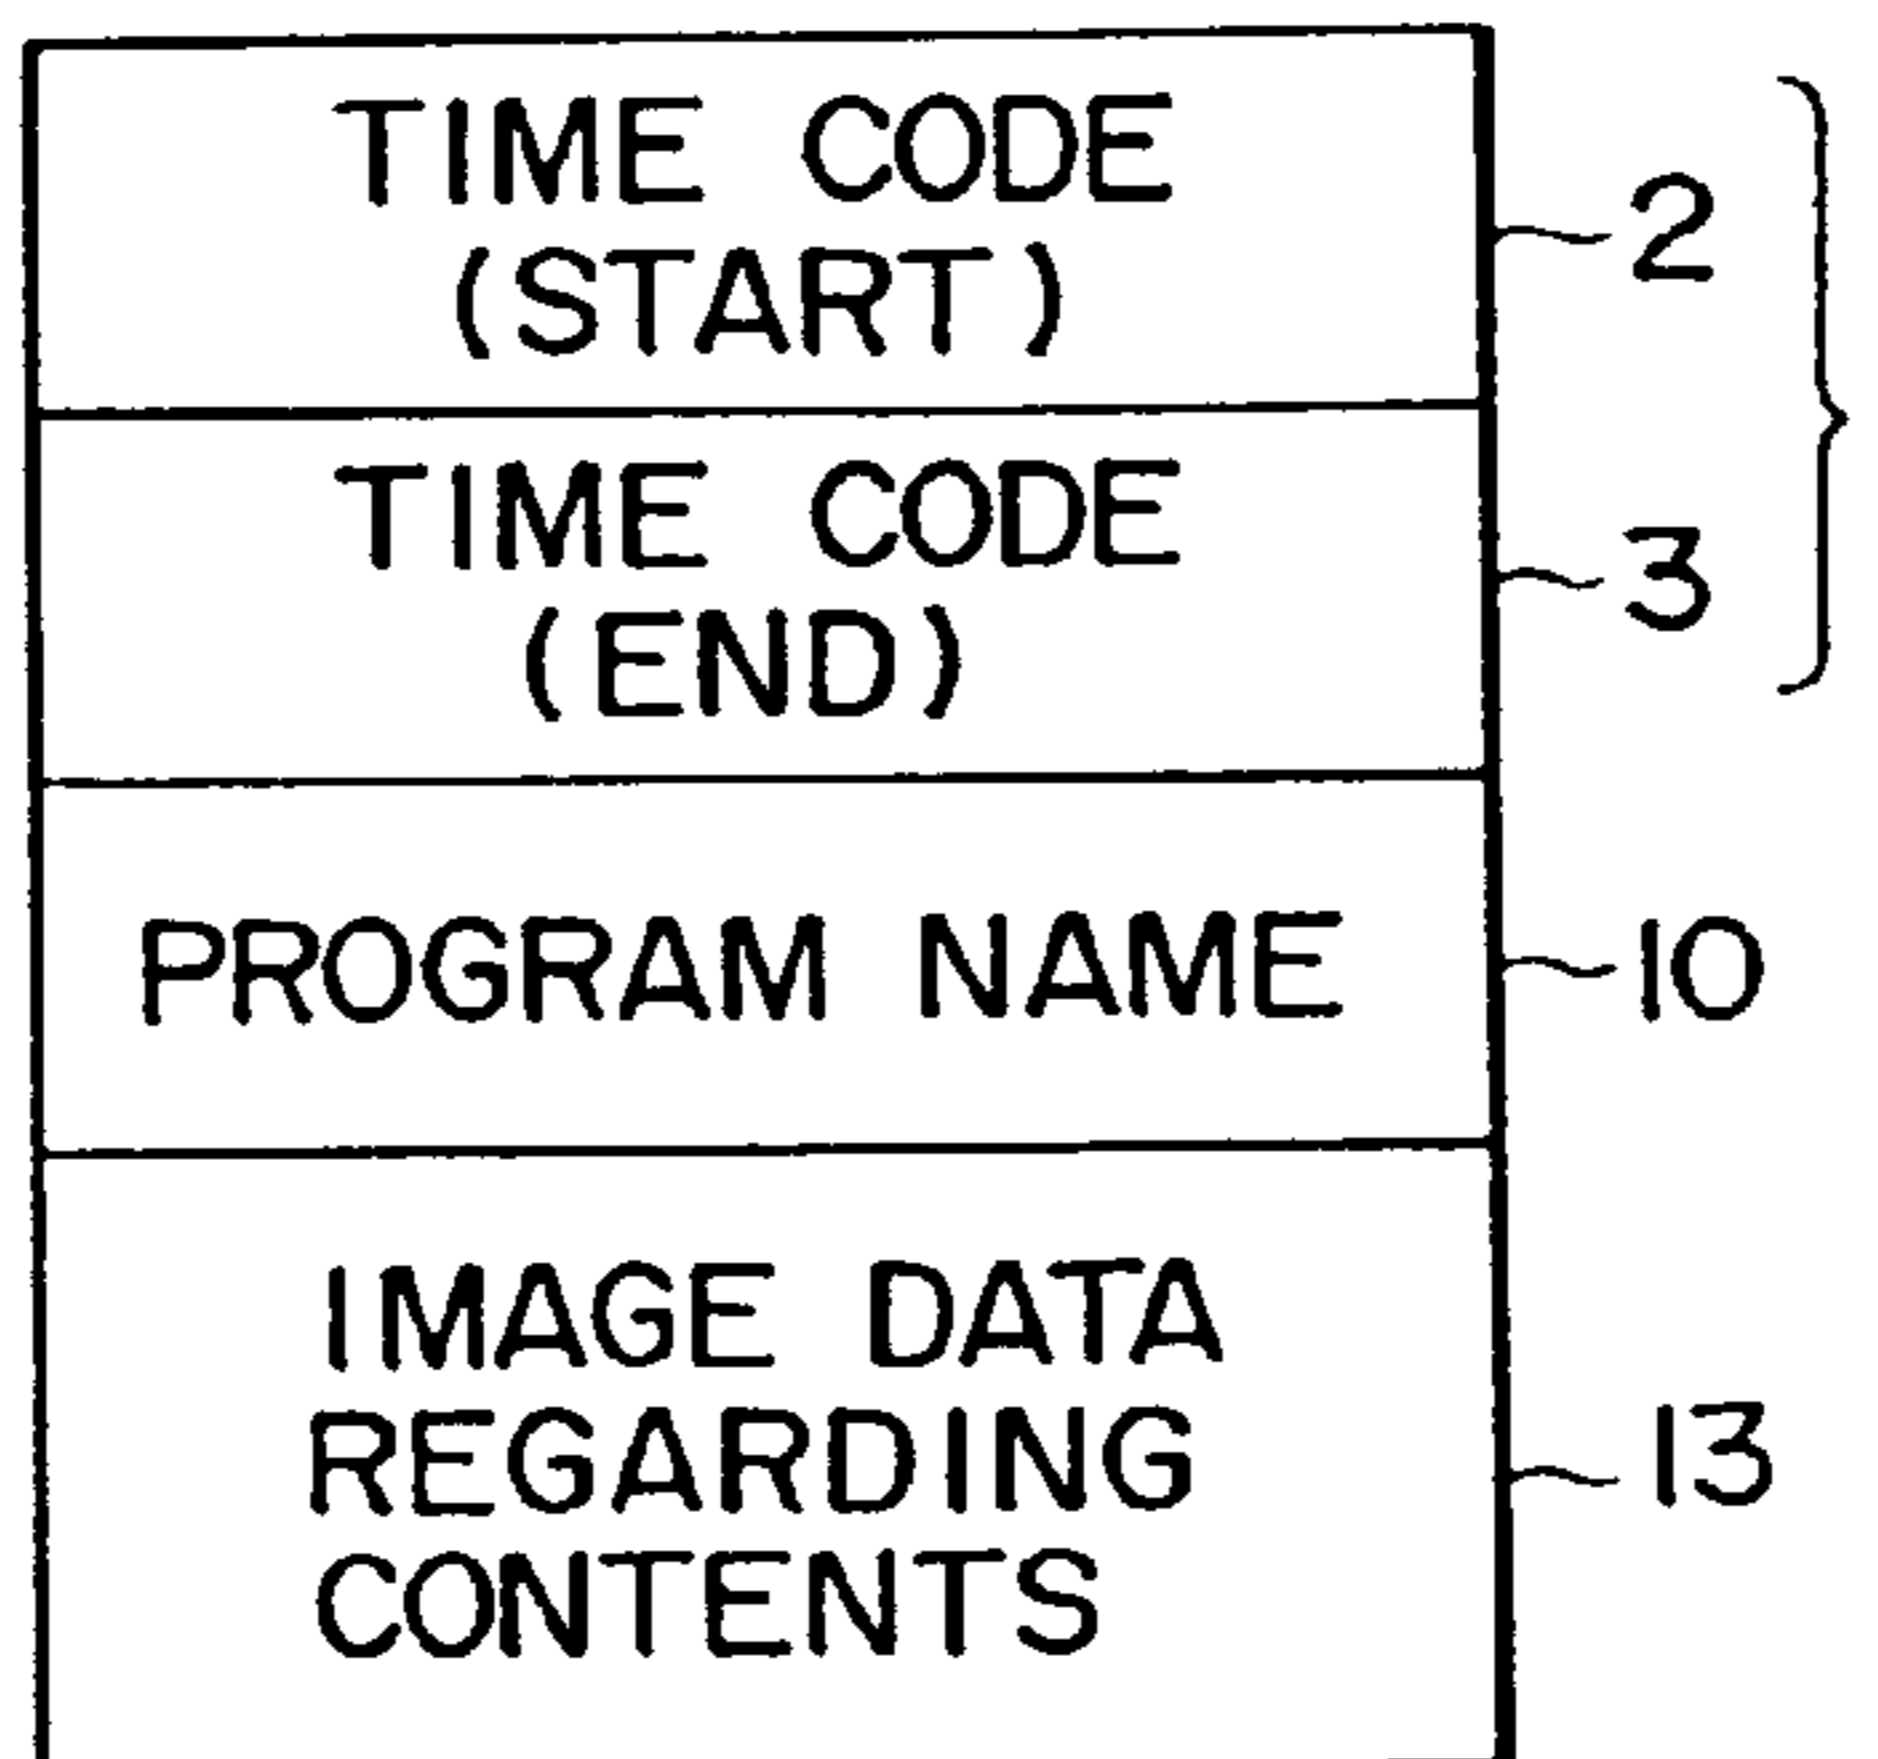 TIME CODE
(START)
2
TIME CODE
(END)
3
PROGRAM NAME
10
IMAGE DATA
REGARDING
CONTENTS
13